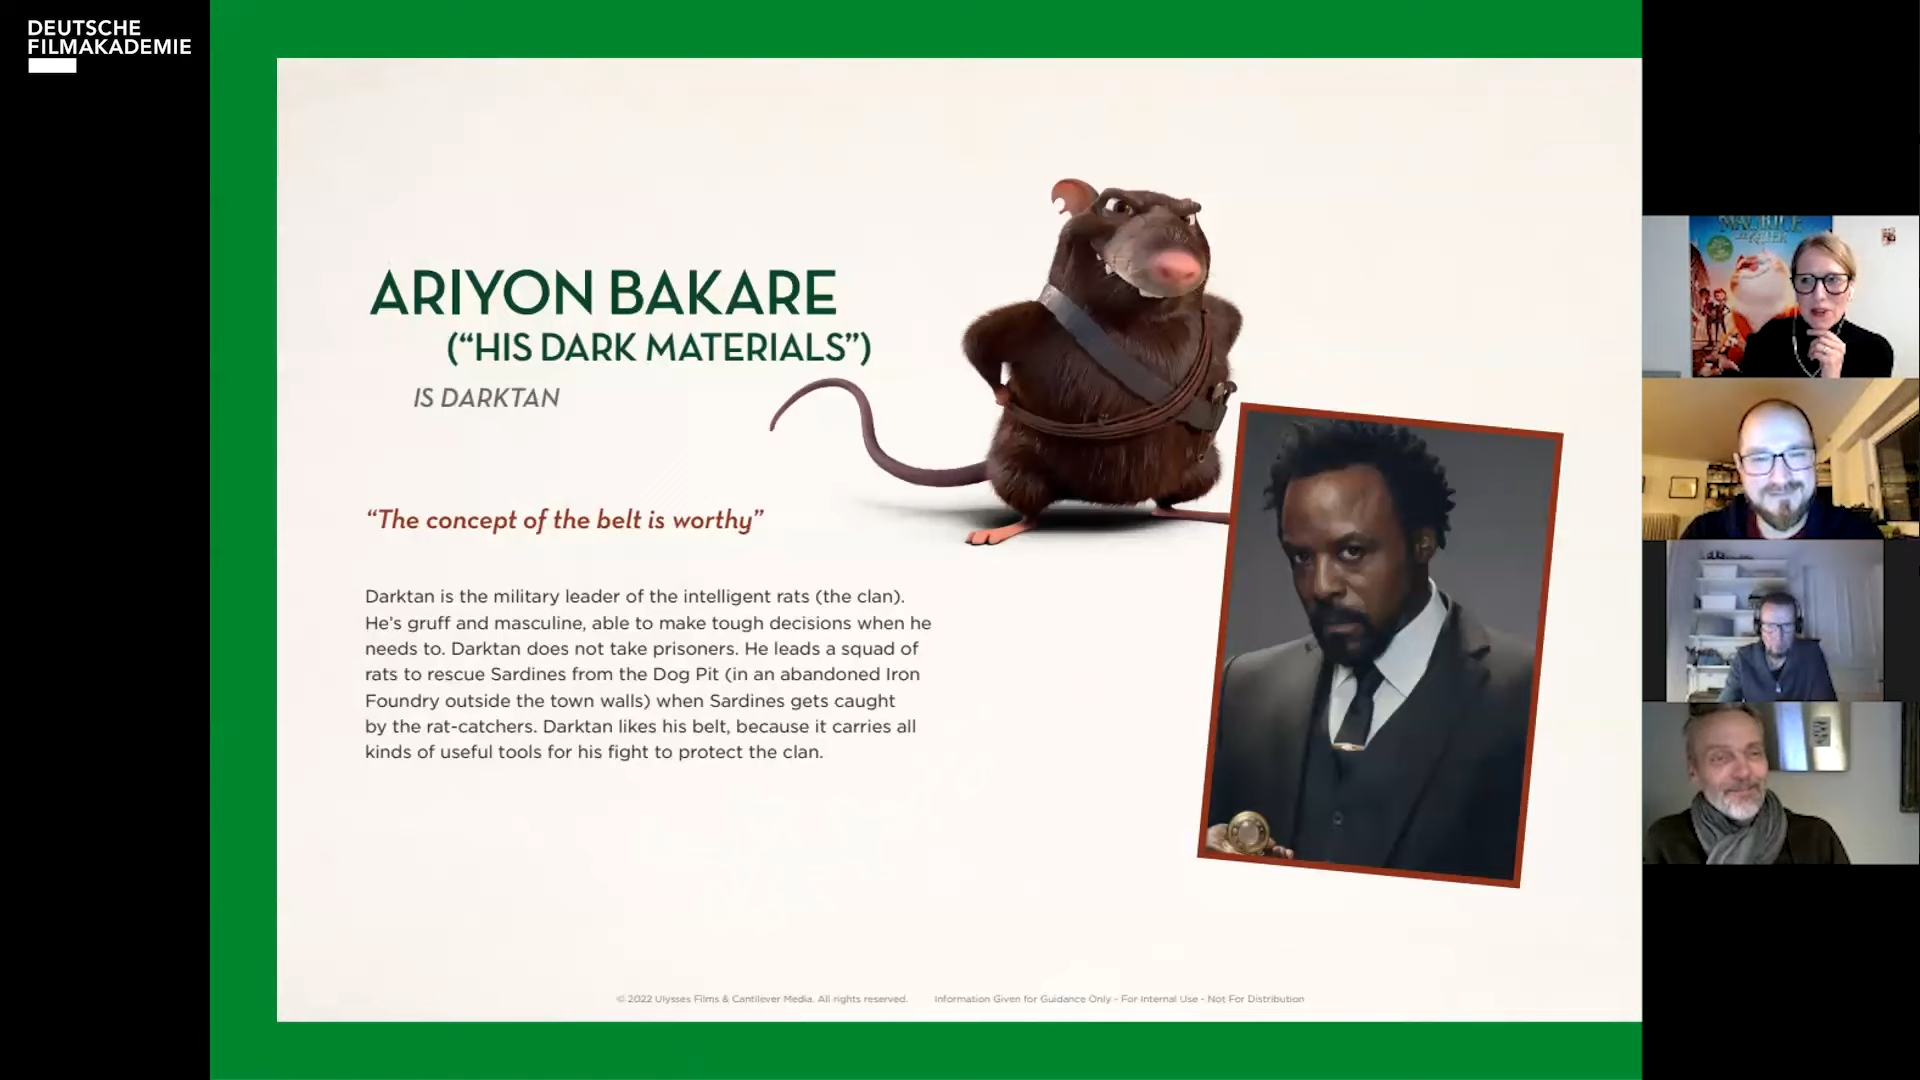 DEUTSCHE
FILMAKADEMIE
ARIYON BAKARE
(“HIS DARK MATERIALS”)
IS DARKTAN
“The concept of the belt is worthy”
Darktan is the military leader of the intelligent rats (the clan).
He’s gruff and masculine, able to make tough decisions when he
needs to. Darktan does not take prisoners. He leads a squad of
rats to rescue Sardines from the Dog Pit (in an abandoned Iron
Foundry outside the town walls) when Sardines gets caught
by the rat-catchers. Darktan likes his belt, because it carries all
kinds of useful tools for his fight to protect the clan.
© 2022 Ulysses Films & Cantilever Media. All rights reserved. Information Given for Guidance Only - For Internal Use - Not For Distribution
MAURICE
DER KATER